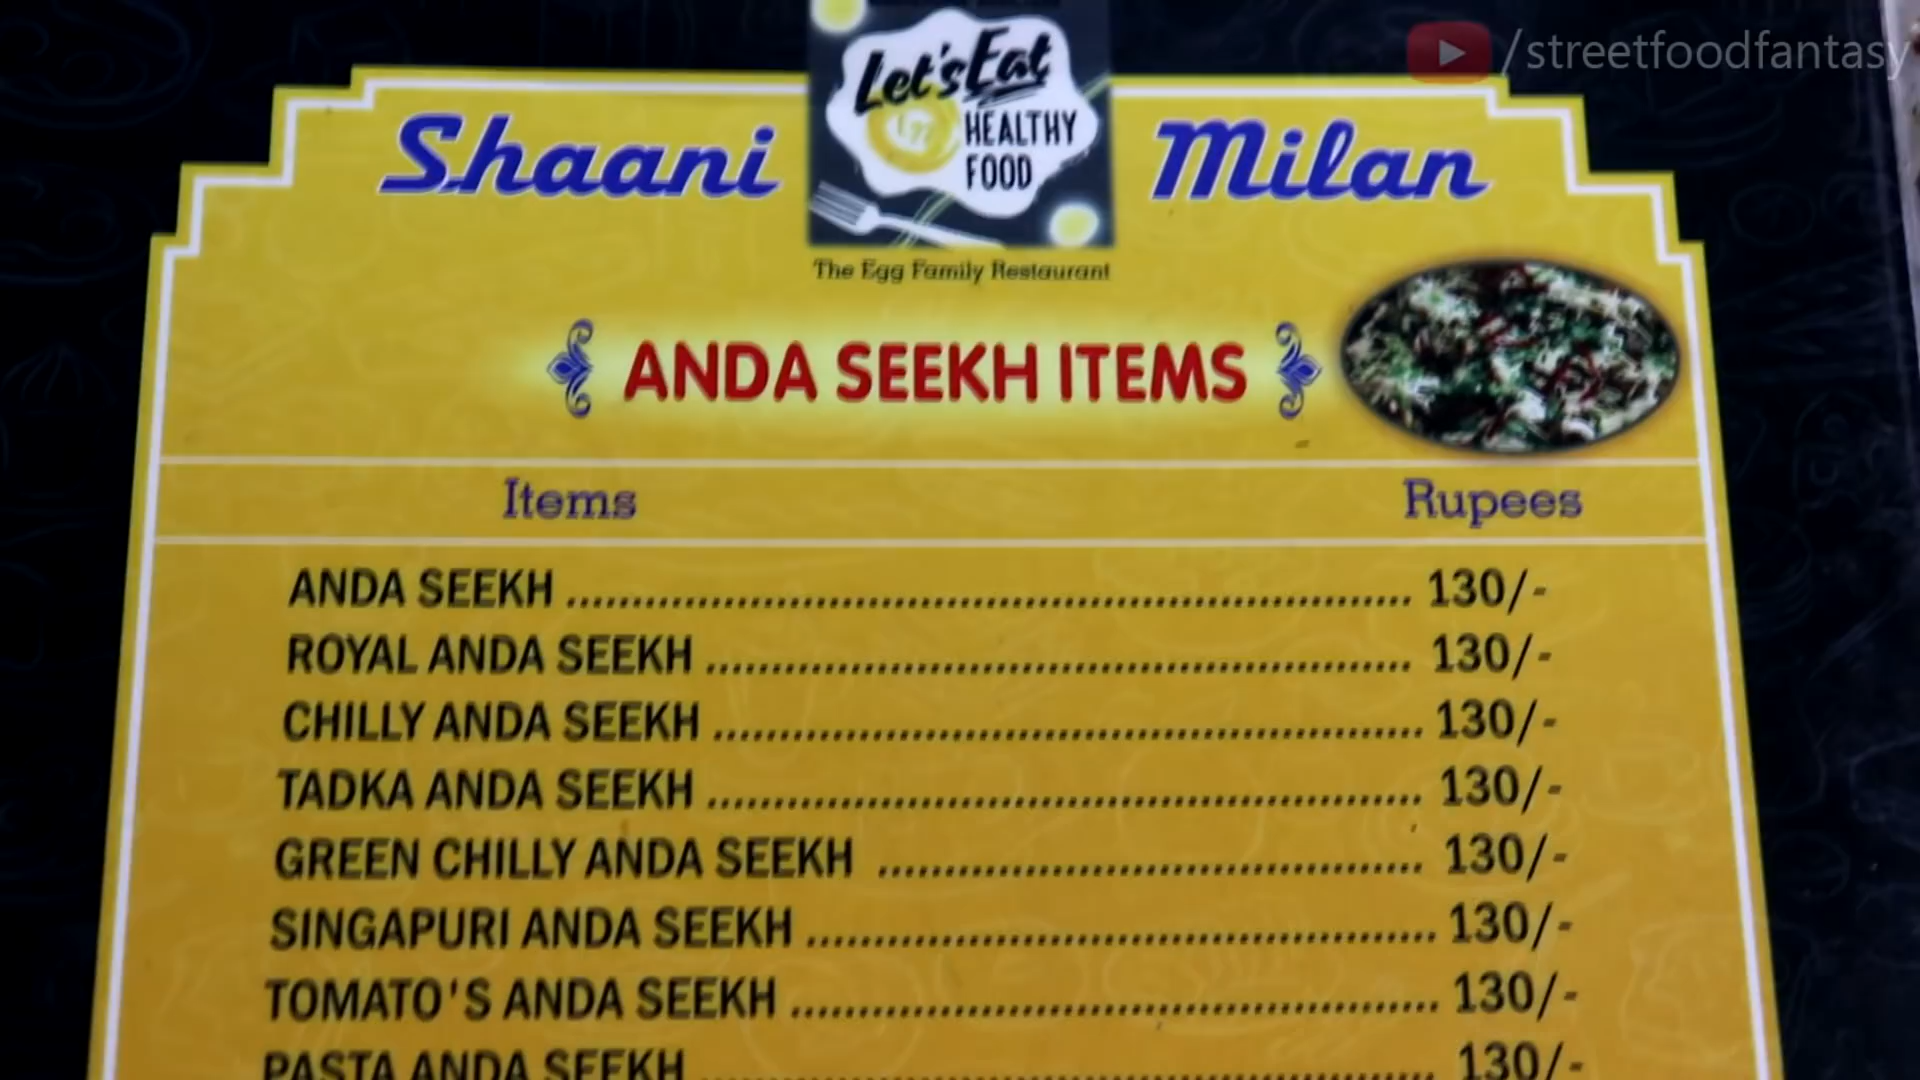 /streetfoodfantasy
Let's Eat
HEALTHY
FOOD
Shaani Milan
The Egg Family Restaurant
ANDA SEEKH ITEMS
Items Rupees
ANDA SEEKH ........ 130/-
ROYAL ANDA SEEKH ........ 130/-
CHILLY ANDA SEEKH ........ 130/-
TADKA ANDA SEEKH ........ 130/-
GREEN CHILLY ANDA SEEKH ........ 130/-
SINGAPURI ANDA SEEKH ........ 130/-
TOMATO'S ANDA SEEKH ........ 130/-
PASTA ANDA SEEKH ........ 130/-